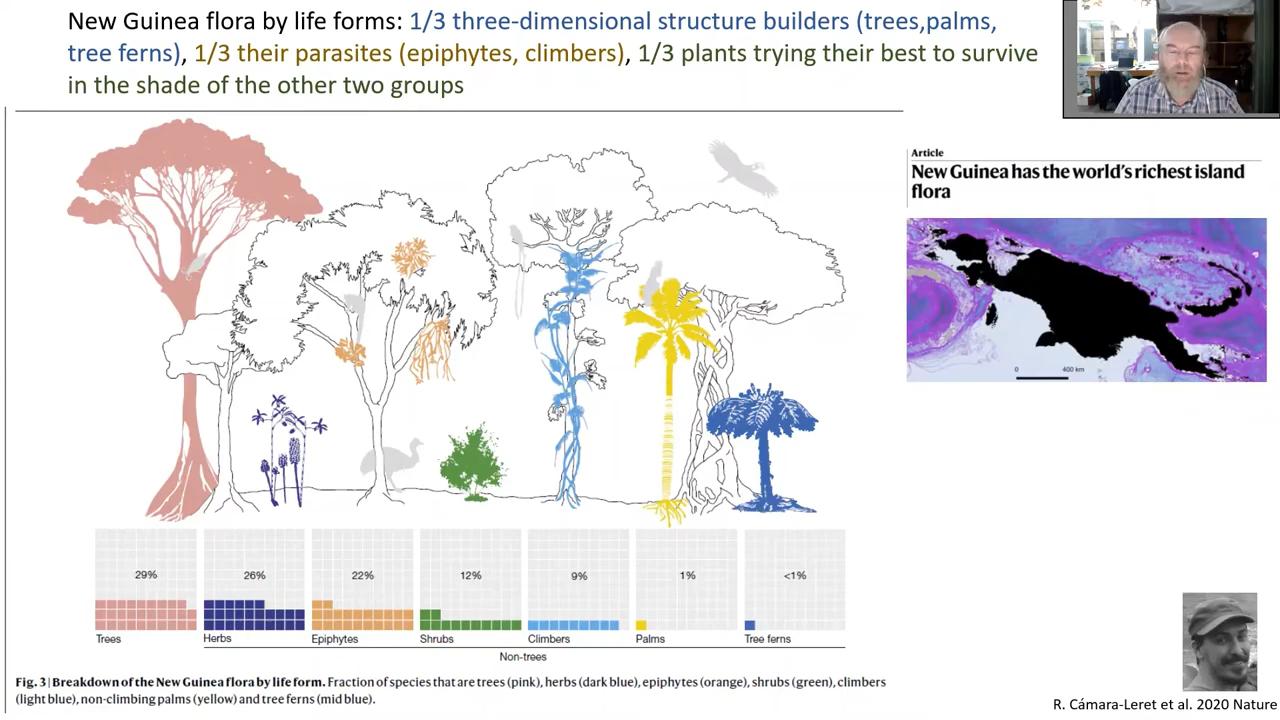 New Guinea flora by life forms: 1/3 three-dimensional structure builders (trees,palms,
tree ferns), 1/3 their parasites (epiphytes, climbers), 1/3 plants trying their best to survive
in the shade of the other two groups
Article
New Guinea has the world's richest island
flora
0 400 km
29% 26% 22% 12% 9% 1% <1%
Trees Herbs Epiphytes Shrubs Climbers Palms Tree ferns
Non-trees
Fig. 3 | Breakdown of the New Guinea flora by life form. Fraction of species that are trees (pink), herbs (dark blue), epiphytes (orange), shrubs (green), climbers
(light blue), non-climbing palms (yellow) and tree ferns (mid blue).
R. Cámara-Leret et al. 2020 Nature